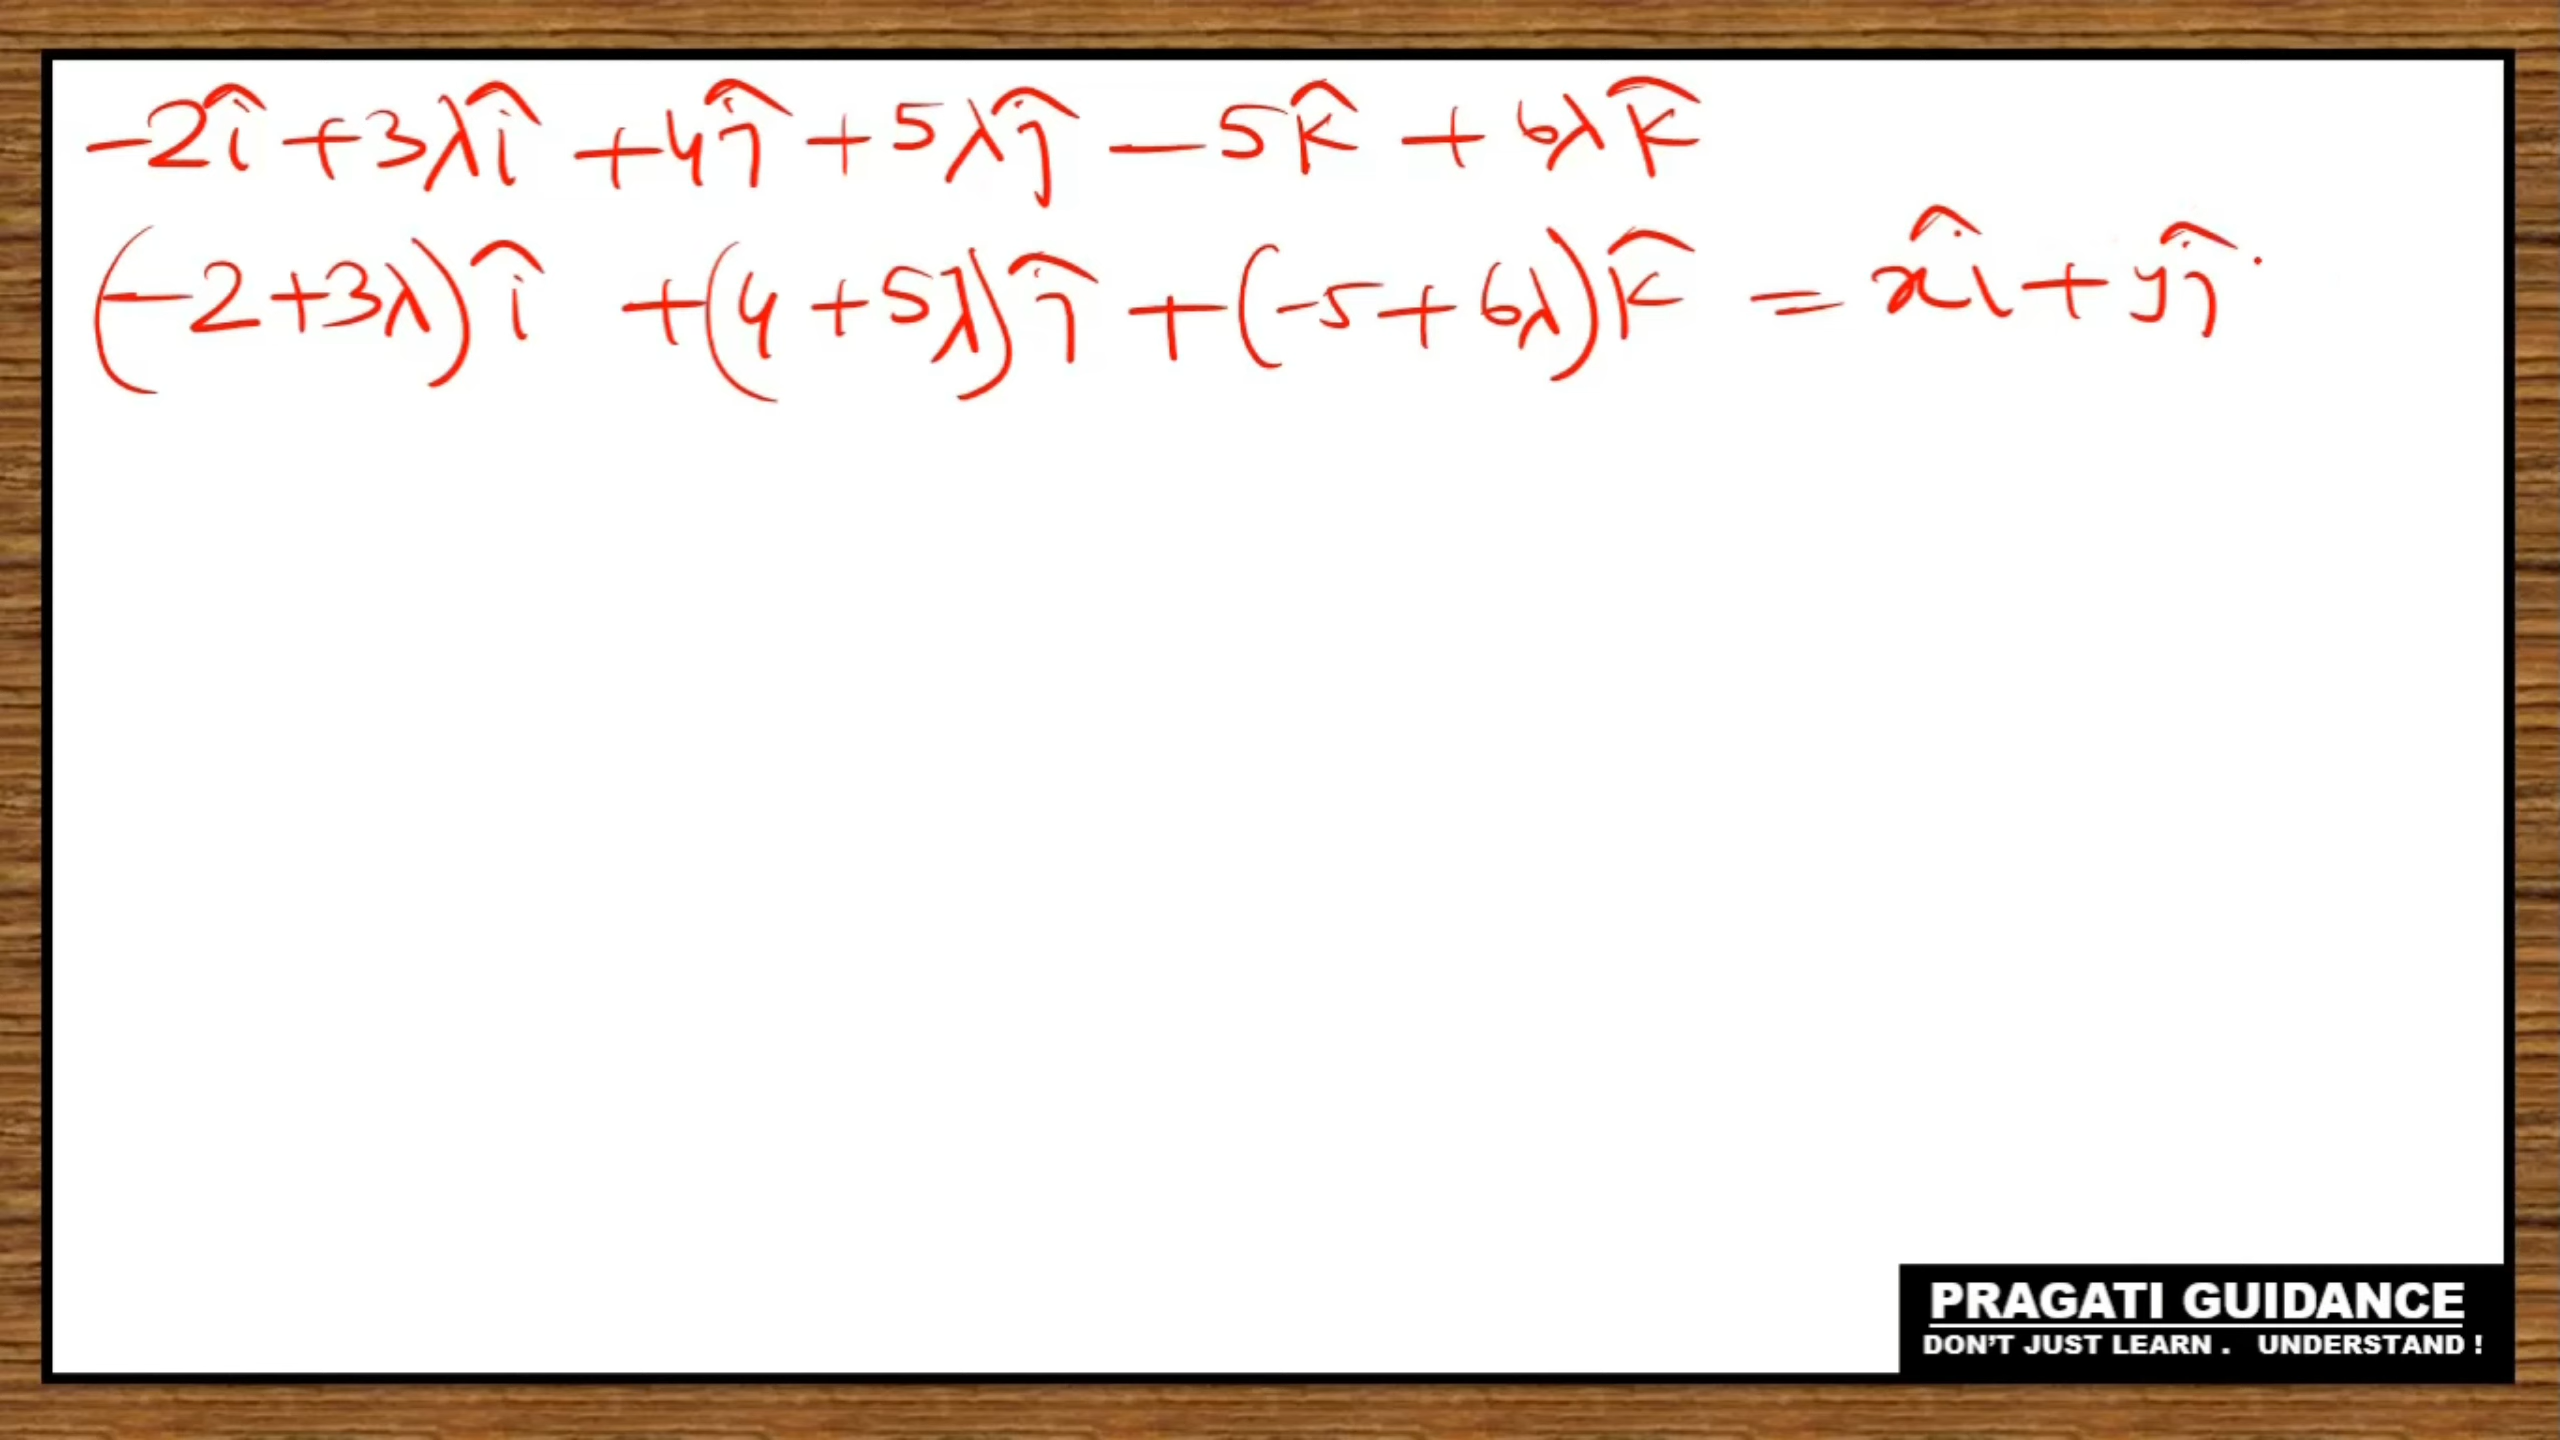 -2î + 3λî + 4ĵ + 5λĵ - 5k̂ + 6λk̂
(-2+3λ)î + (4+5λ)ĵ + (-5+6λ)k̂ = xî + yĵ
PRAGATI GUIDANCE
DON'T JUST LEARN . UNDERSTAND !